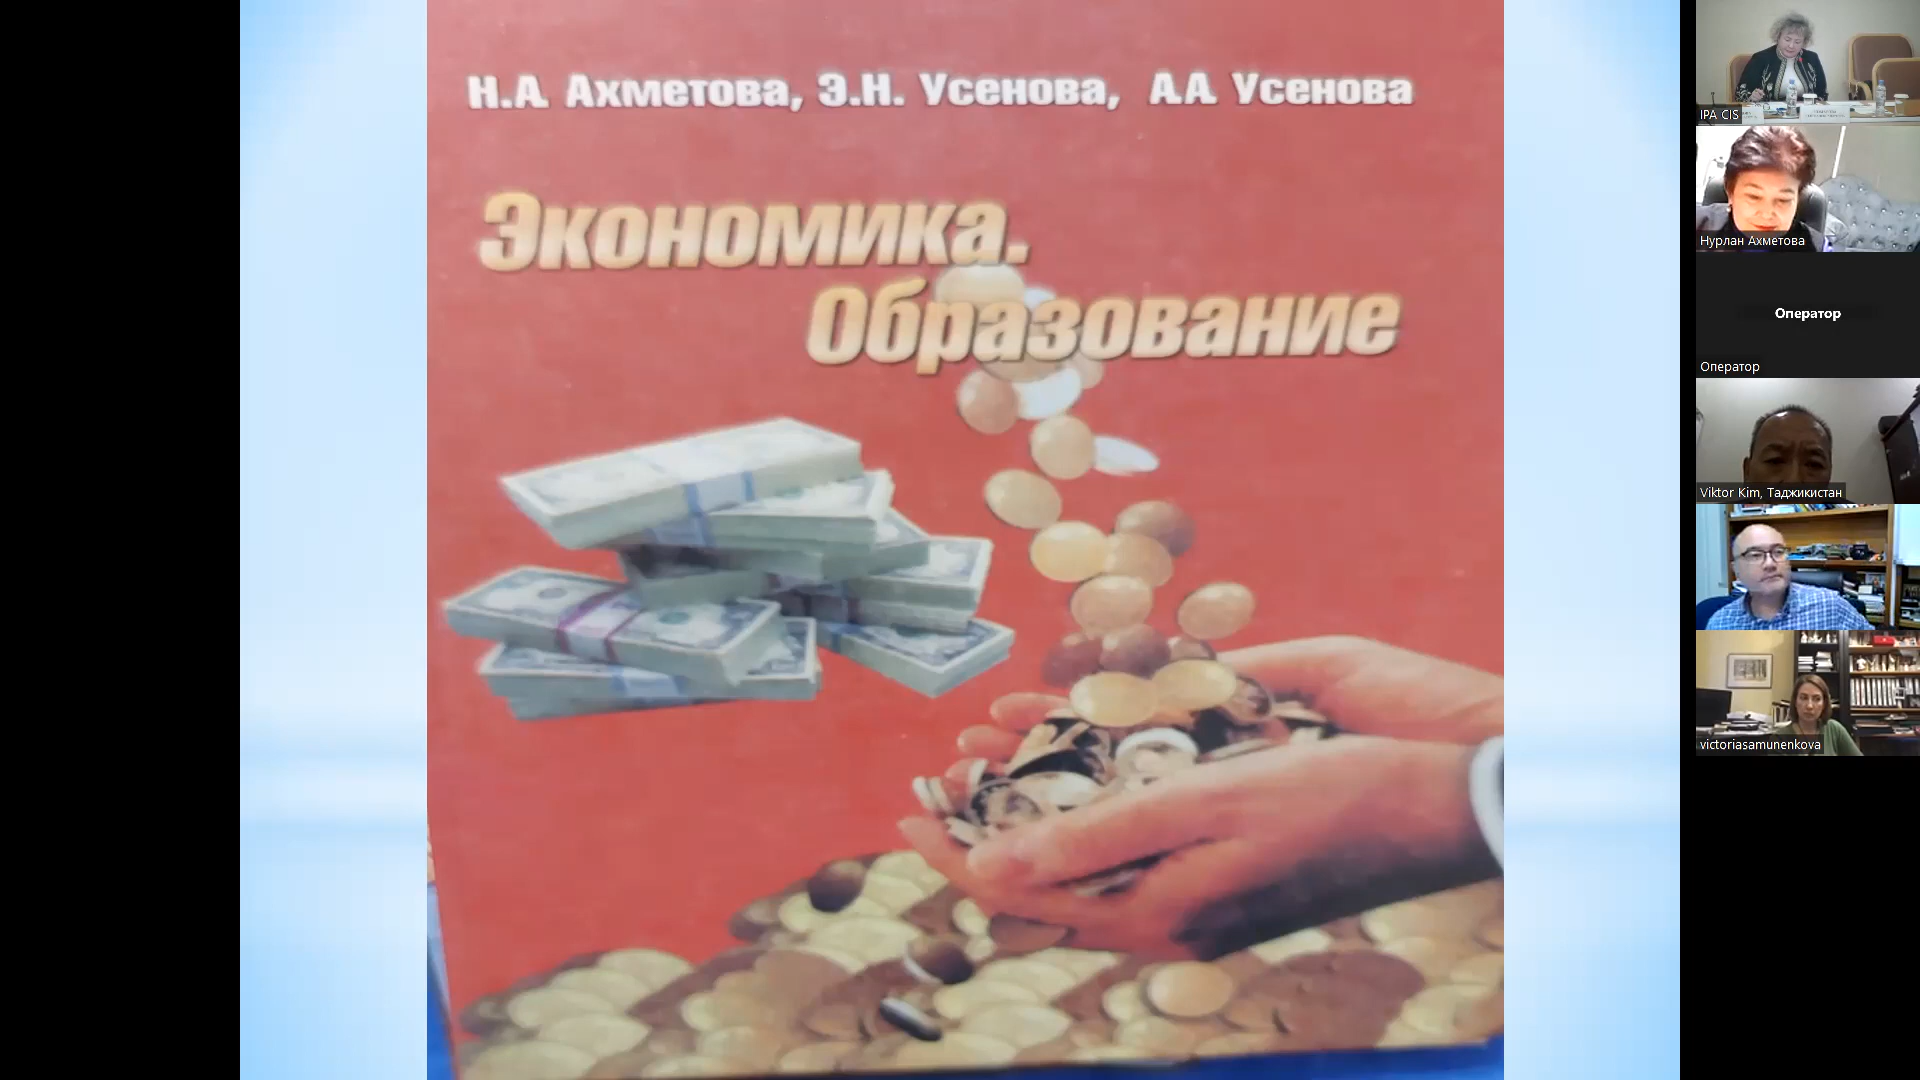 Н.А. Ахметова, Э.Н. Усенова, А.А. Усенова
Экономика.
Образование
IPA CIS
Нурлан Ахметова
Оператор
Оператор
Viktor Kim, Таджикистан
victoriasamunenkova